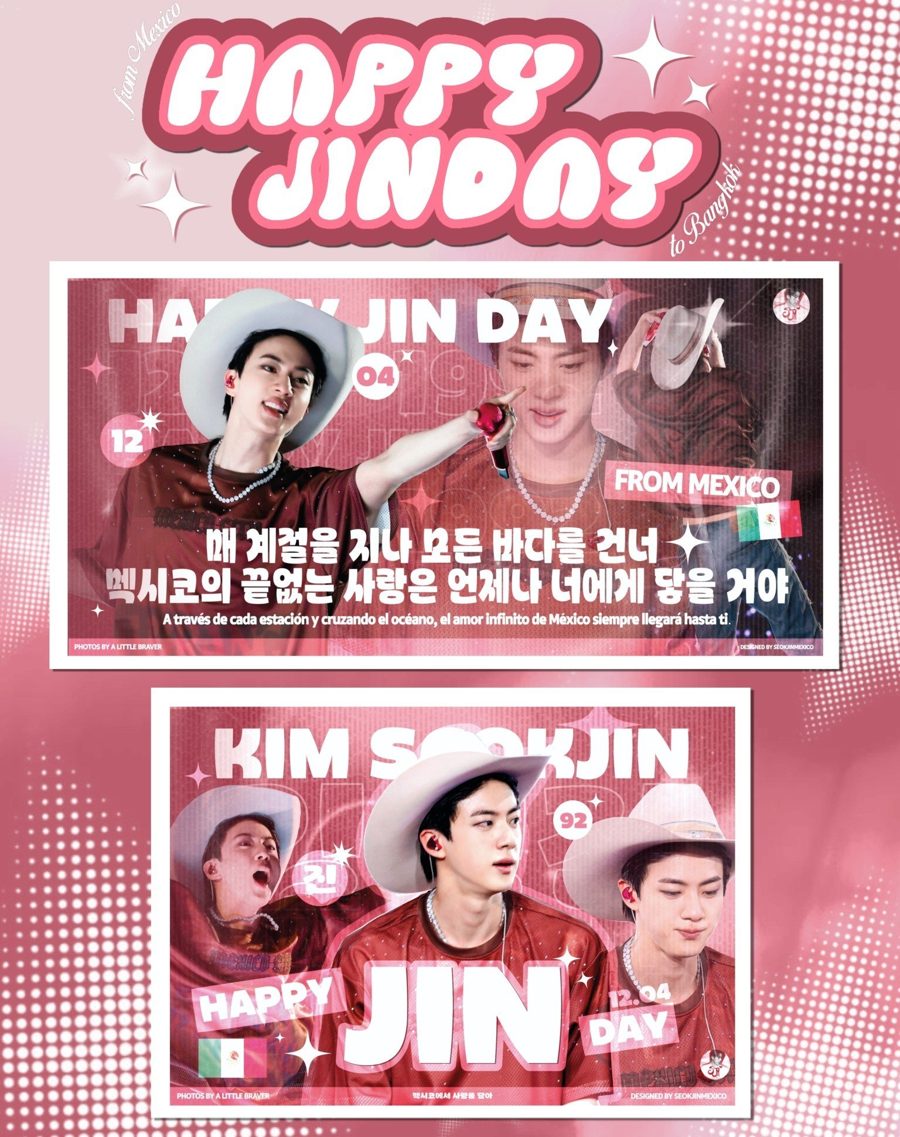 from Mexico
HAPPY
JINDAY
to Bangkok
HAPPY JIN DAY
04
12
FROM MEXICO
매 계절을 지나 모든 바다를 건너
멕시코의 끝없는 사랑은 언제나 너에게 닿을 거야
A través de cada estación y cruzando el océano, el amor infinito de México siempre llegará hasta ti.
PHOTOS BY A LITTLE BRAVER
DESIGNED BY SEOKJINMEXICO
KIM SEOKJIN
92
진
HAPPY
JIN
12.04
DAY
PHOTOS BY A LITTLE BRAVER
멕시코에서 사랑을 담아
DESIGNED BY SEOKJINMEXICO